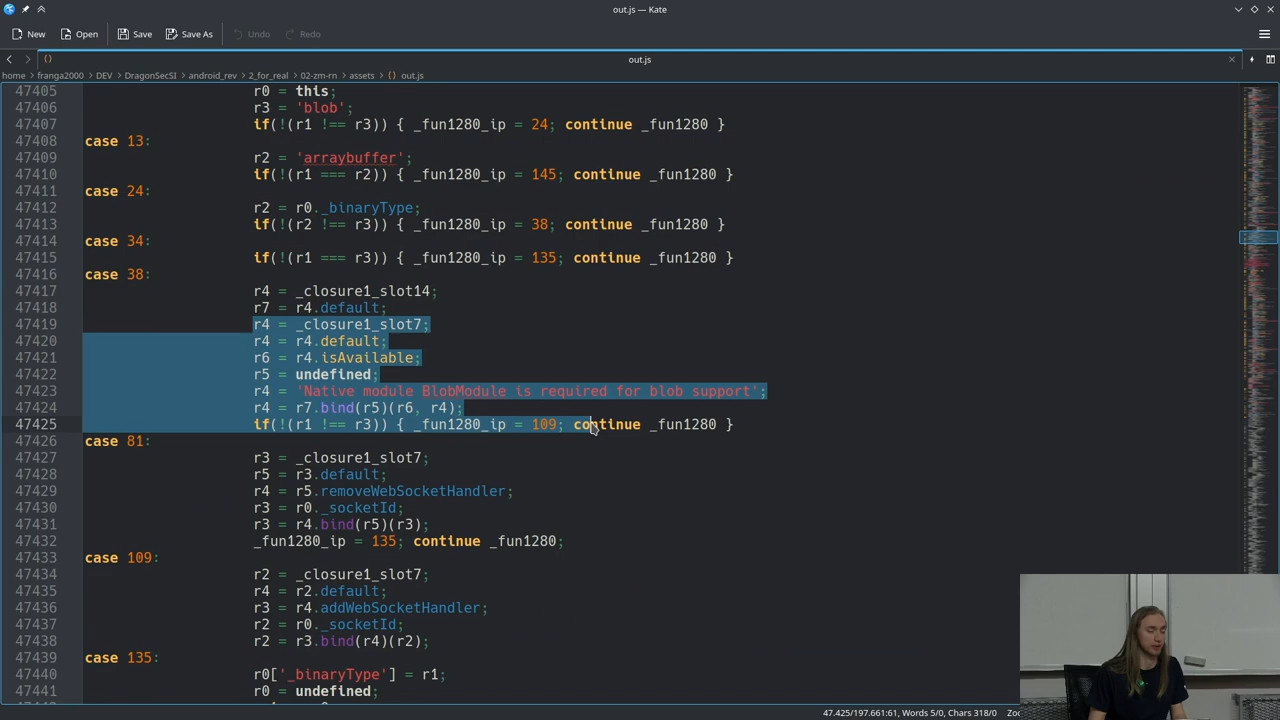 out.js — Kate
New Open Save Save As Undo Redo
out.js
home franga2000 DEV DragonSecSI android_rev 2_for_real 02-zm-rn assets out.js
47405 r0 = this;
47406 r3 = 'blob';
47407 if(!(r1 !== r3)) { _fun1280_ip = 24; continue _fun1280 }
47408 case 13:
47409 r2 = 'arraybuffer';
47410 if(!(r1 === r2)) { _fun1280_ip = 145; continue _fun1280 }
47411 case 24:
47412 r2 = r0._binaryType;
47413 if(!(r2 !== r3)) { _fun1280_ip = 38; continue _fun1280 }
47414 case 34:
47415 if(!(r1 === r3)) { _fun1280_ip = 135; continue _fun1280 }
47416 case 38:
47417 r4 = _closure1_slot14;
47418 r7 = r4.default;
47419 r4 = _closure1_slot7;
47420 r4 = r4.default;
47421 r6 = r4.isAvailable;
47422 r5 = undefined;
47423 r4 = 'Native module BlobModule is required for blob support';
47424 r4 = r7.bind(r5)(r6, r4);
47425 if(!(r1 !== r3)) { _fun1280_ip = 109; continue _fun1280 }
47426 case 81:
47427 r3 = _closure1_slot7;
47428 r5 = r3.default;
47429 r4 = r5.removeWebSocketHandler;
47430 r3 = r0._socketId;
47431 r3 = r4.bind(r5)(r3);
47432 _fun1280_ip = 135; continue _fun1280;
47433 case 109:
47434 r2 = _closure1_slot7;
47435 r4 = r2.default;
47436 r3 = r4.addWebSocketHandler;
47437 r2 = r0._socketId;
47438 r2 = r3.bind(r4)(r2);
47439 case 135:
47440 r0['_binaryType'] = r1;
47441 r0 = undefined;
47.425/197.661:61, Words 5/0, Chars 318/0